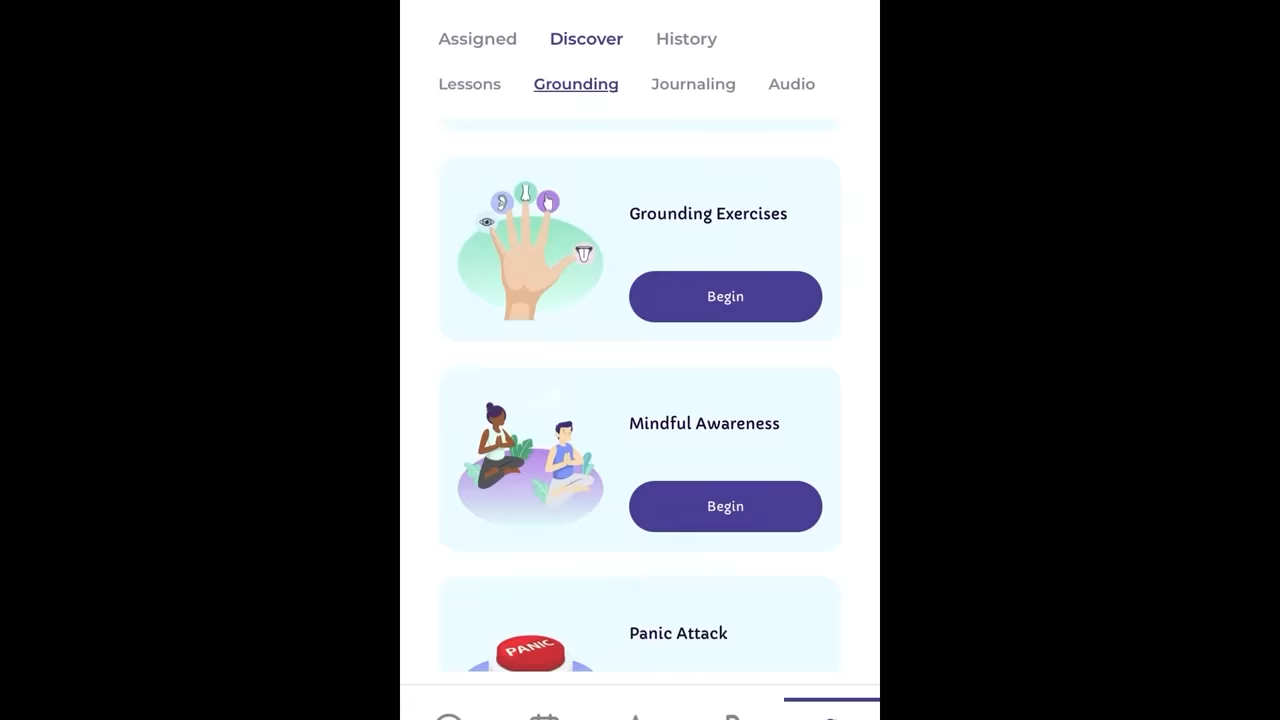 Assigned Discover History
Lessons Grounding Journaling Audio
Grounding Exercises
Begin
Mindful Awareness
Begin
Panic Attack
PANIC